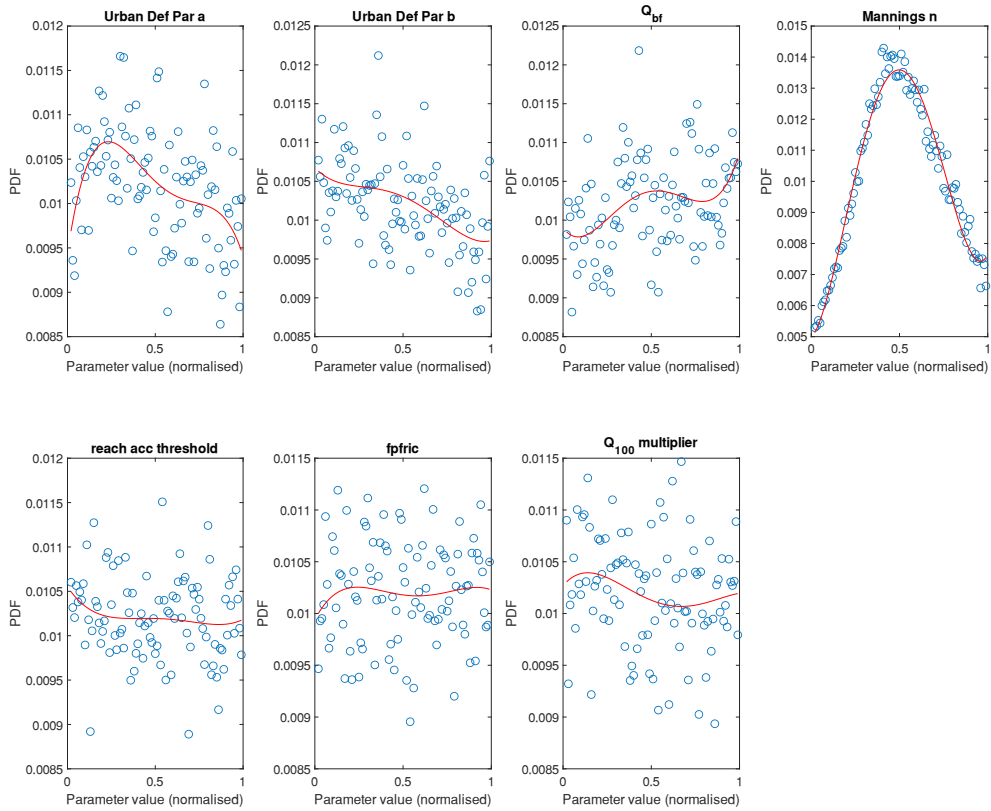 Urban Def Par a
0.012
0.0115
0.011
0.0105
0.01
0.0095
0.009
0.0085
PDF
0 0.5 1
Parameter value (normalised)
Urban Def Par b
0.0125
0.012
0.0115
0.011
0.0105
0.01
0.0095
0.009
0.0085
PDF
0 0.5 1
Parameter value (normalised)
Q_bf
0.0125
0.012
0.0115
0.011
0.0105
0.01
0.0095
0.009
0.0085
PDF
0 0.5 1
Parameter value (normalised)
Mannings n
0.015
0.014
0.013
0.012
0.011
0.01
0.009
0.008
0.007
0.006
0.005
PDF
0 0.5 1
Parameter value (normalised)
reach acc threshold
0.012
0.0115
0.011
0.0105
0.01
0.0095
0.009
0.0085
PDF
0 0.5 1
Parameter value (normalised)
fpfric
0.0115
0.011
0.0105
0.01
0.0095
0.009
0.0085
PDF
0 0.5 1
Parameter value (normalised)
Q_100 multiplier
0.0115
0.011
0.0105
0.01
0.0095
0.009
0.0085
PDF
0 0.5 1
Parameter value (normalised)